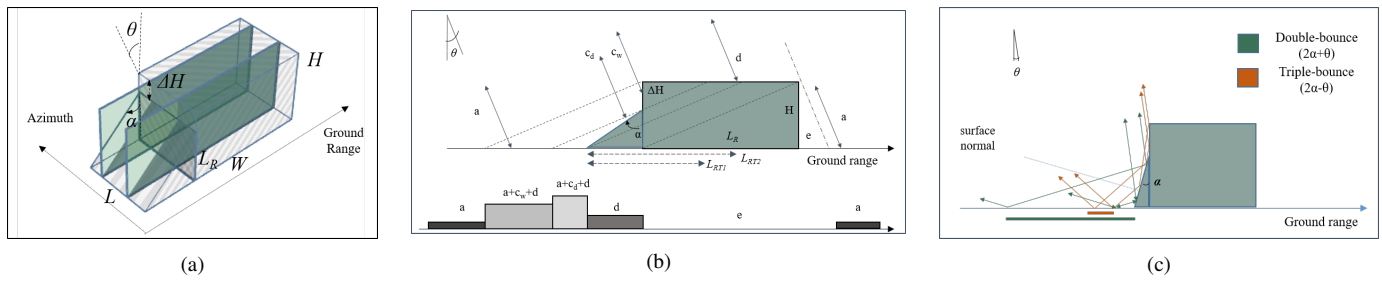 θ
H
ΔH
α
Azimuth
Ground
Range
L_R
W
L
(a)
θ
c_d
c_w
d
a
ΔH
H
α
L_R
e
a
Ground range
L_RT1
L_RT2
a
a+c_w+d
a+c_d+d
d
e
a
(b)
θ
Double-bounce
(2α+θ)
Triple-bounce
(2α-θ)
surface
normal
α
Ground range
(c)